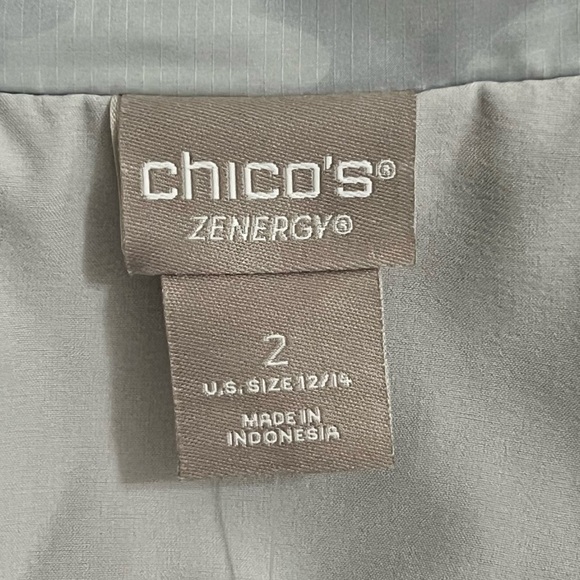 chico's®
ZENERGY®
2
U.S. SIZE 12/14
MADE IN
INDONESIA